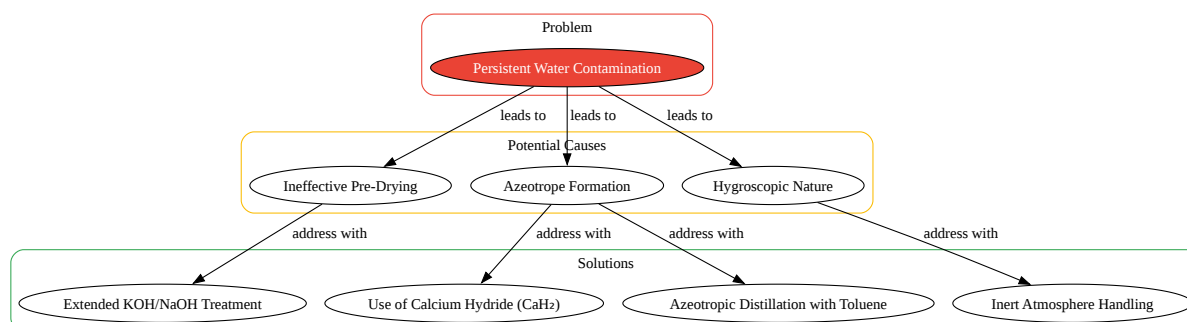 Problem
Persistent Water Contamination
leads to
leads to
leads to
Potential Causes
Ineffective Pre-Drying
Azeotrope Formation
Hygroscopic Nature
address with
address with
address with
address with
Solutions
Extended KOH/NaOH Treatment
Use of Calcium Hydride (CaH₂)
Azeotropic Distillation with Toluene
Inert Atmosphere Handling